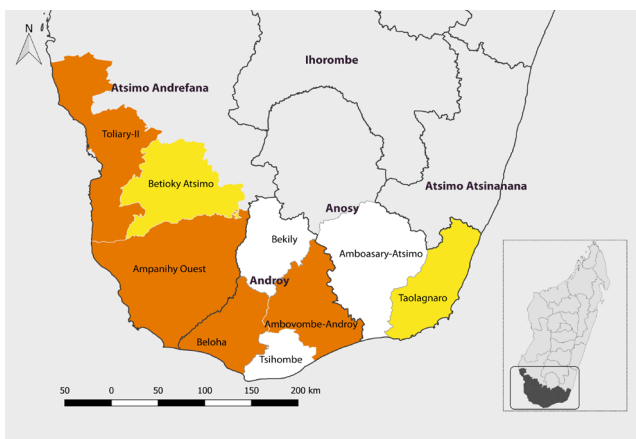 N
Ihorombe
Atsimo Andrefana
Toliary-II
Betioky Atsimo
Atsimo Atsinanana
Anosy
Bekily
Amboasary-Atsimo
Ampanihy Ouest
Androy
Taolagnaro
Ambovombe-Androy
Beloha
Tsihombe
50 0 50 100 150 200 km